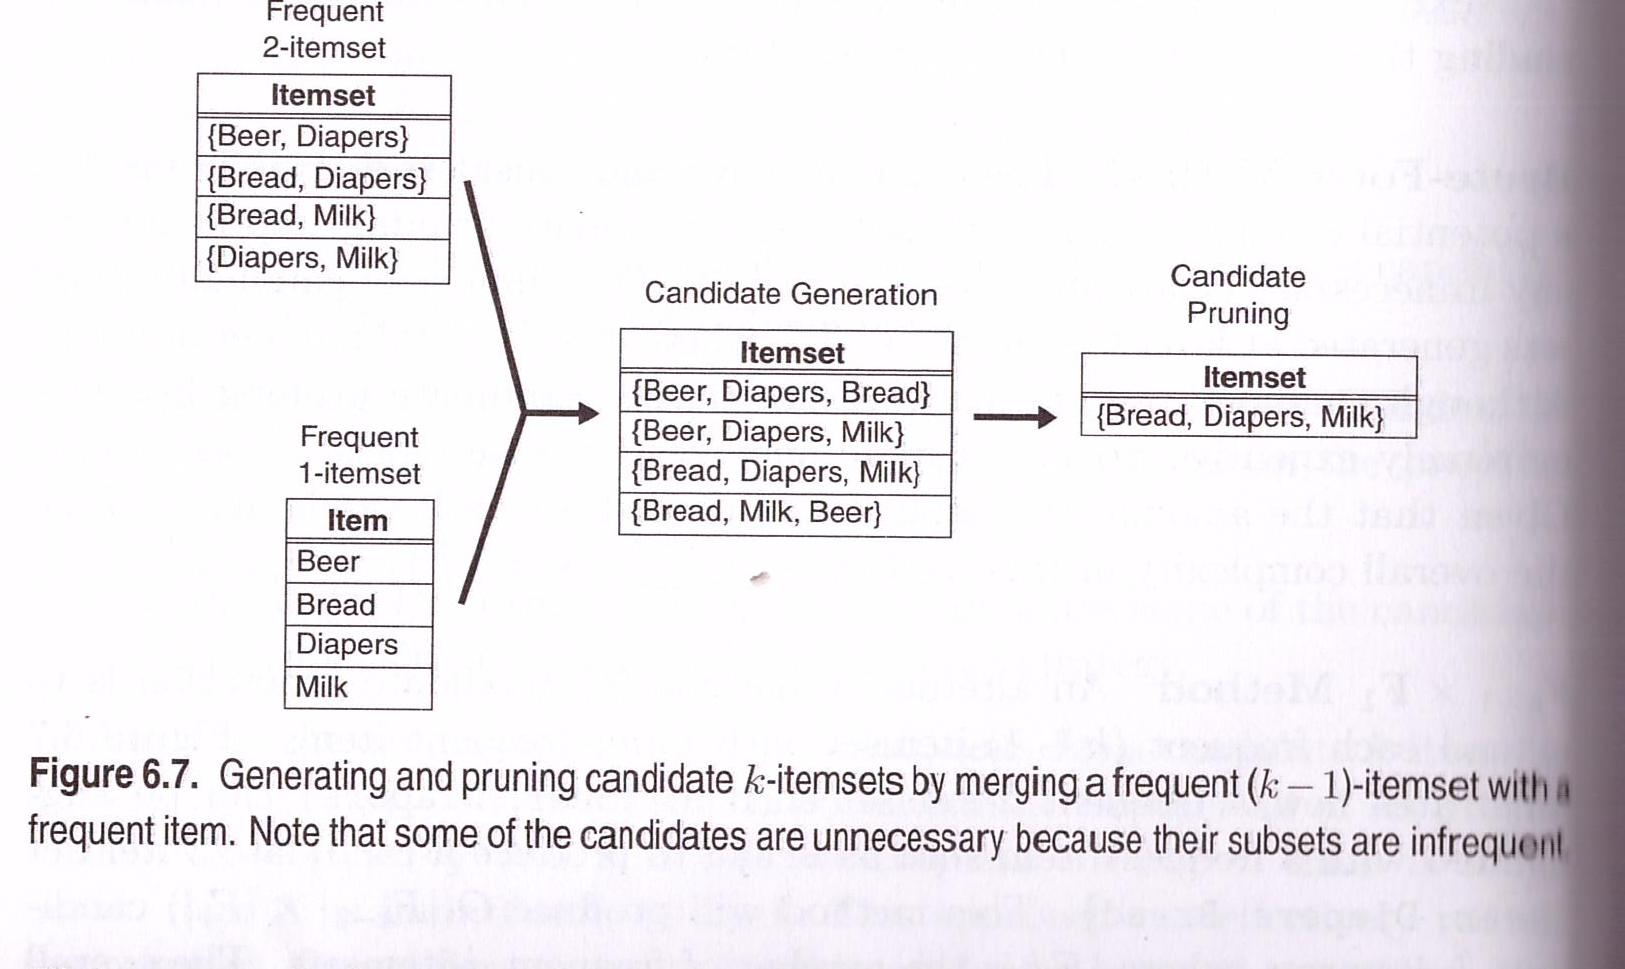 Frequent
2-itemset
Itemset
{Beer, Diapers}
{Bread, Diapers}
{Bread, Milk}
{Diapers, Milk}
Frequent
1-itemset
Item
Beer
Bread
Diapers
Milk
Candidate Generation
Itemset
{Beer, Diapers, Bread}
{Beer, Diapers, Milk}
{Bread, Diapers, Milk}
{Bread, Milk, Beer}
Candidate
Pruning
Itemset
{Bread, Diapers, Milk}
Figure 6.7. Generating and pruning candidate k-itemsets by merging a frequent (k − 1)-itemset with a
frequent item. Note that some of the candidates are unnecessary because their subsets are infrequent.